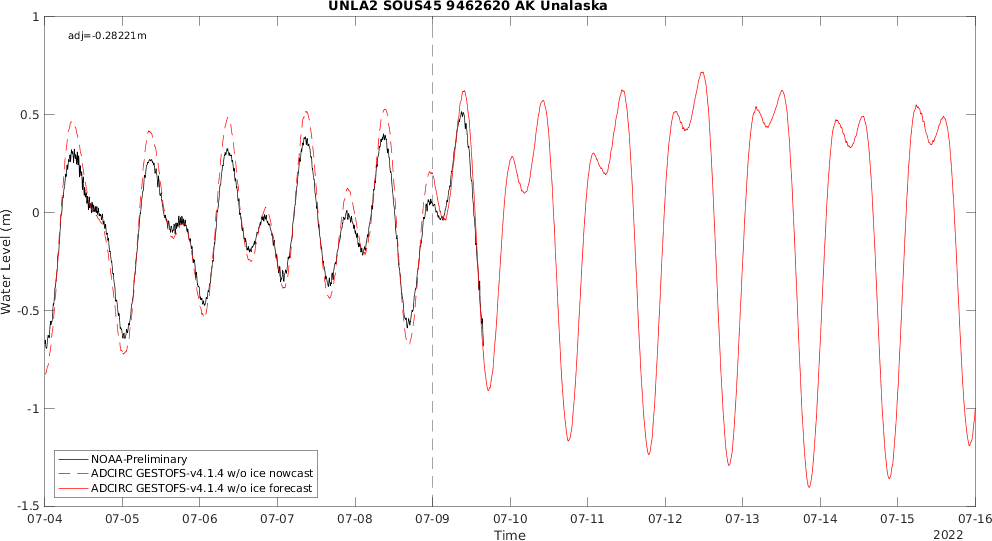 UNLA2 SOUS45 9462620 AK Unalaska
adj=-0.28221m
1
0.5
0
-0.5
-1
-1.5
Water Level (m)
NOAA-Preliminary
ADCIRC GESTOFS-v4.1.4 w/o ice nowcast
ADCIRC GESTOFS-v4.1.4 w/o ice forecast
07-04 07-05 07-06 07-07 07-08 07-09 07-10 07-11 07-12 07-13 07-14 07-15 07-16
Time
2022